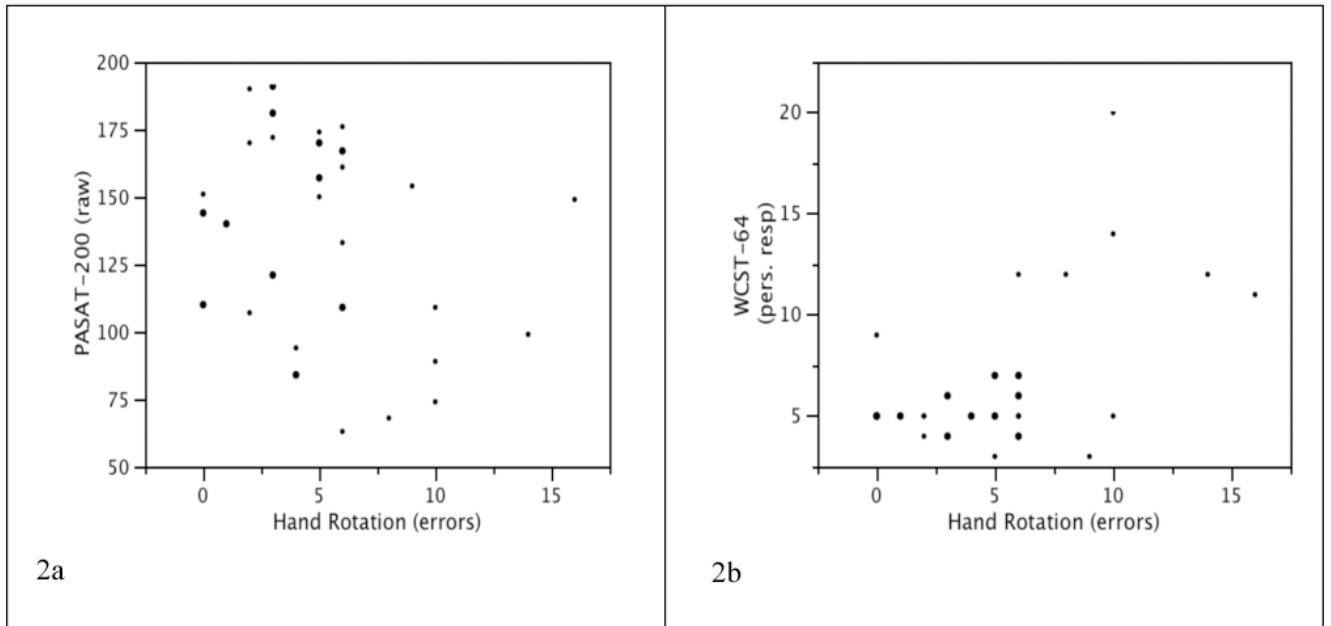 200
175
150
125
100
75
50
PASAT-200 (raw)
0 5 10 15
Hand Rotation (errors)
2a
20
15
10
5
WCST-64
(pers. resp)
0 5 10 15
Hand Rotation (errors)
2b